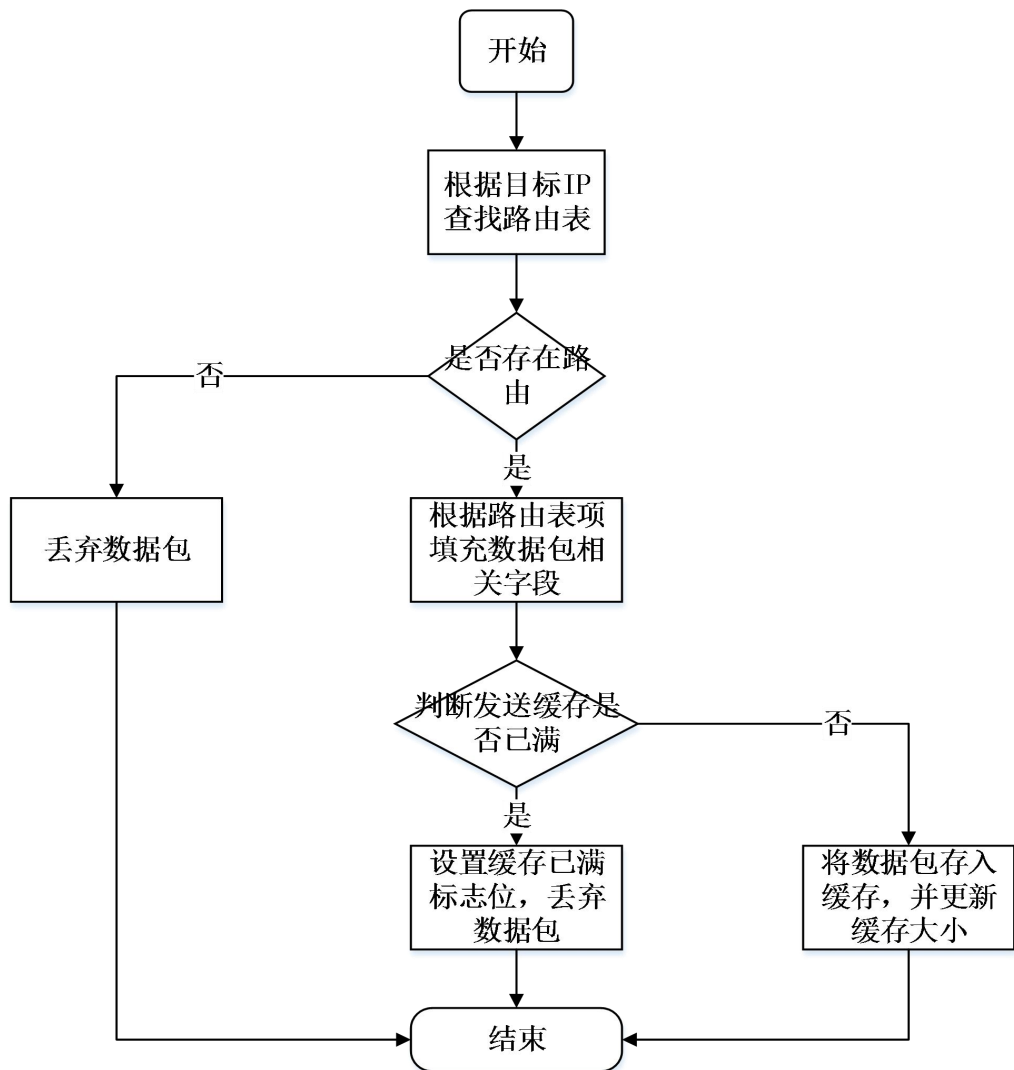 开始
根据目标IP
查找路由表
是否存在路
由
否
是
丢弃数据包
根据路由表项
填充数据包相
关字段
判断发送缓存是
否已满
否
是
设置缓存已满
标志位，丢弃
数据包
将数据包存入
缓存，并更新
缓存大小
结束